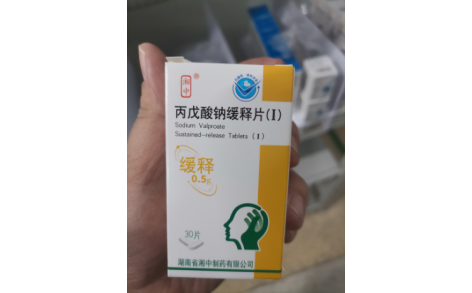 湘中®
丙戊酸钠缓释片(I)
Sodium Valproate
Sustained-release Tablets (I)
缓释
0.5g
30片
湖南省湘中制药有限公司